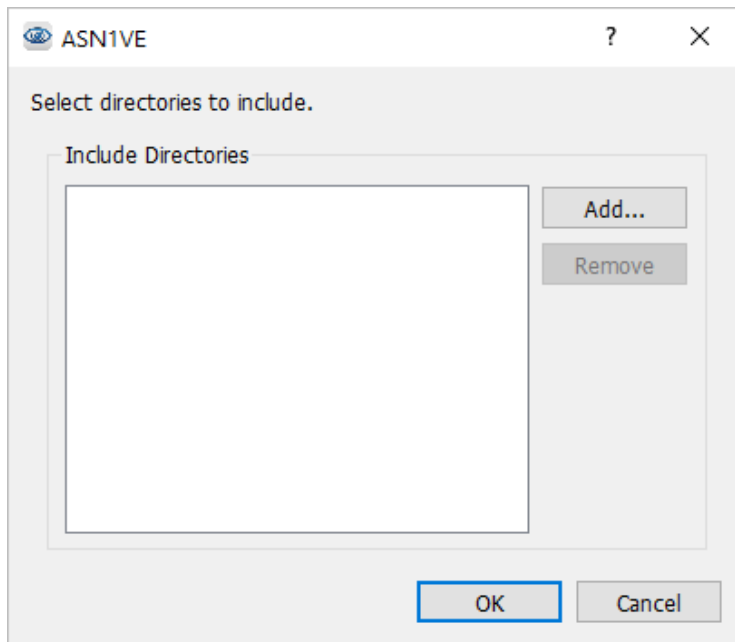 ASN1VE
Select directories to include.
Include Directories
Add...
Remove
OK
Cancel